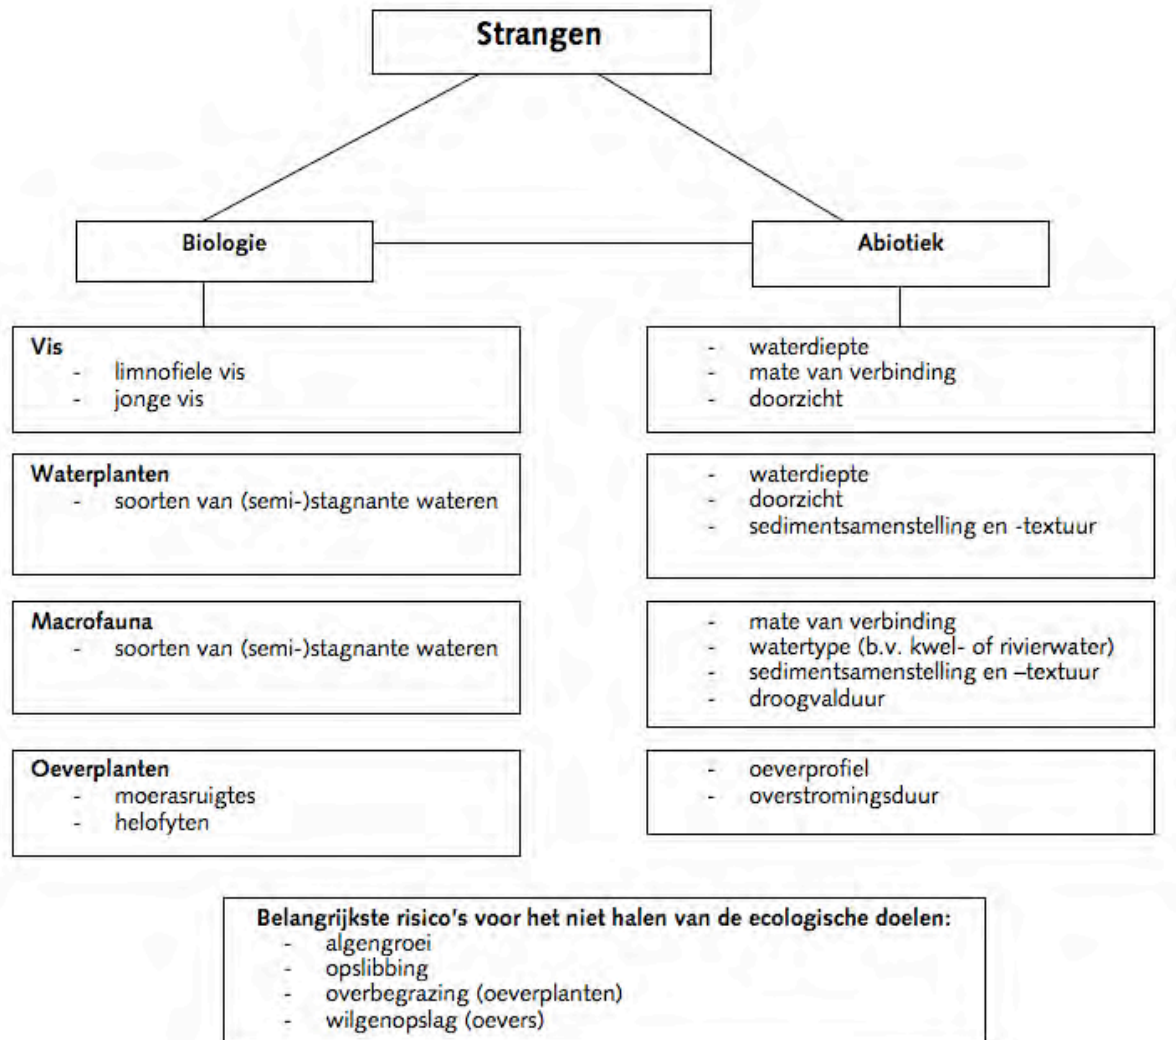 Strangen
Biologie
Abiotiek
Vis
- limnofiele vis
- jonge vis
- waterdiepte
- mate van verbinding
- doorzicht
Waterplanten
- soorten van (semi-)stagnante wateren
- waterdiepte
- doorzicht
- sedimentsamenstelling en -textuur
Macrofauna
- soorten van (semi-)stagnante wateren
- mate van verbinding
- watertype (b.v. kwel- of rivierwater)
- sedimentsamenstelling en –textuur
- droogvalduur
Oeverplanten
- moerasruigtes
- helofyten
- oeverprofiel
- overstromingsduur
Belangrijkste risico's voor het niet halen van de ecologische doelen:
- algengroei
- opslibbing
- overbegrazing (oeverplanten)
- wilgenopslag (oevers)